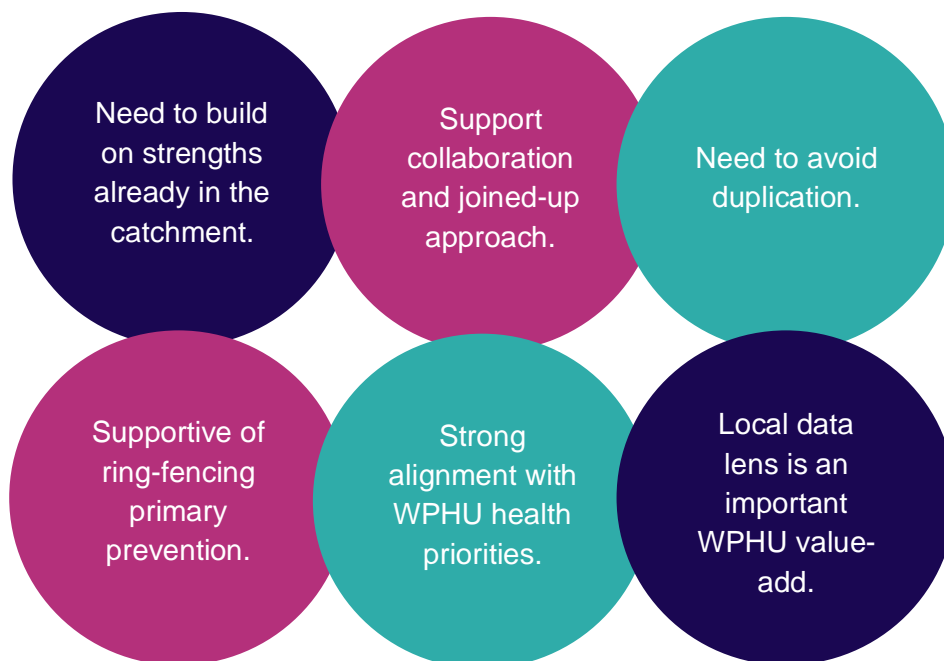 Need to build
on strengths
already in the
catchment.
Support
collaboration
and joined-up
approach.
Need to avoid
duplication.
Supportive of
ring-fencing
primary
prevention.
Strong
alignment with
WPHU health
priorities.
Local data
lens is an
important
WPHU value-
add.